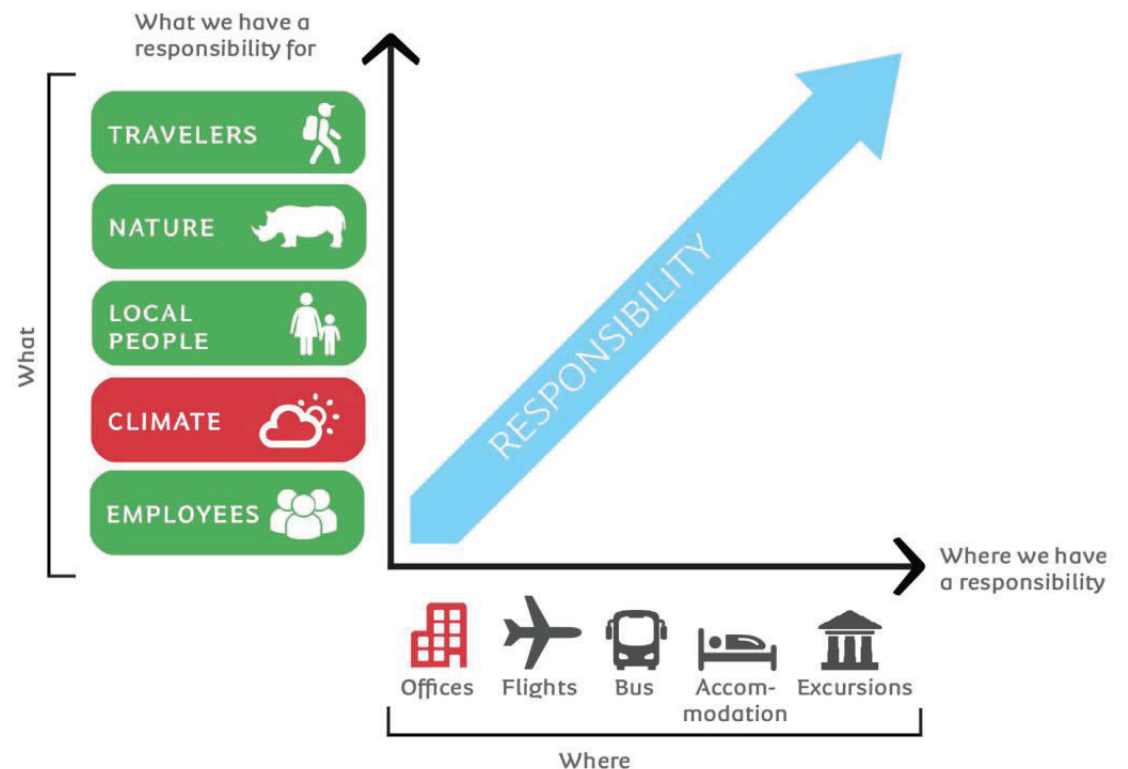 What we have a
responsibility for
What
TRAVELERS
NATURE
LOCAL
PEOPLE
CLIMATE
EMPLOYEES
RESPONSIBILITY
Where we have
a responsibility
Offices
Flights
Bus
Accom-
modation
Excursions
Where